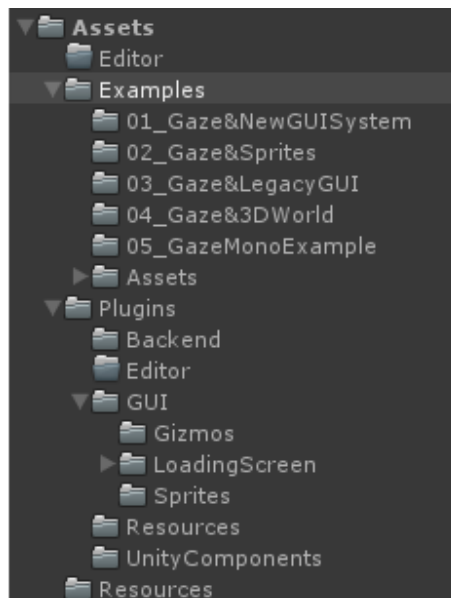 Assets
Editor
Examples
01_Gaze&NewGUISystem
02_Gaze&Sprites
03_Gaze&LegacyGUI
04_Gaze&3DWorld
05_GazeMonoExample
Assets
Plugins
Backend
Editor
GUI
Gizmos
LoadingScreen
Sprites
Resources
UnityComponents
Resources